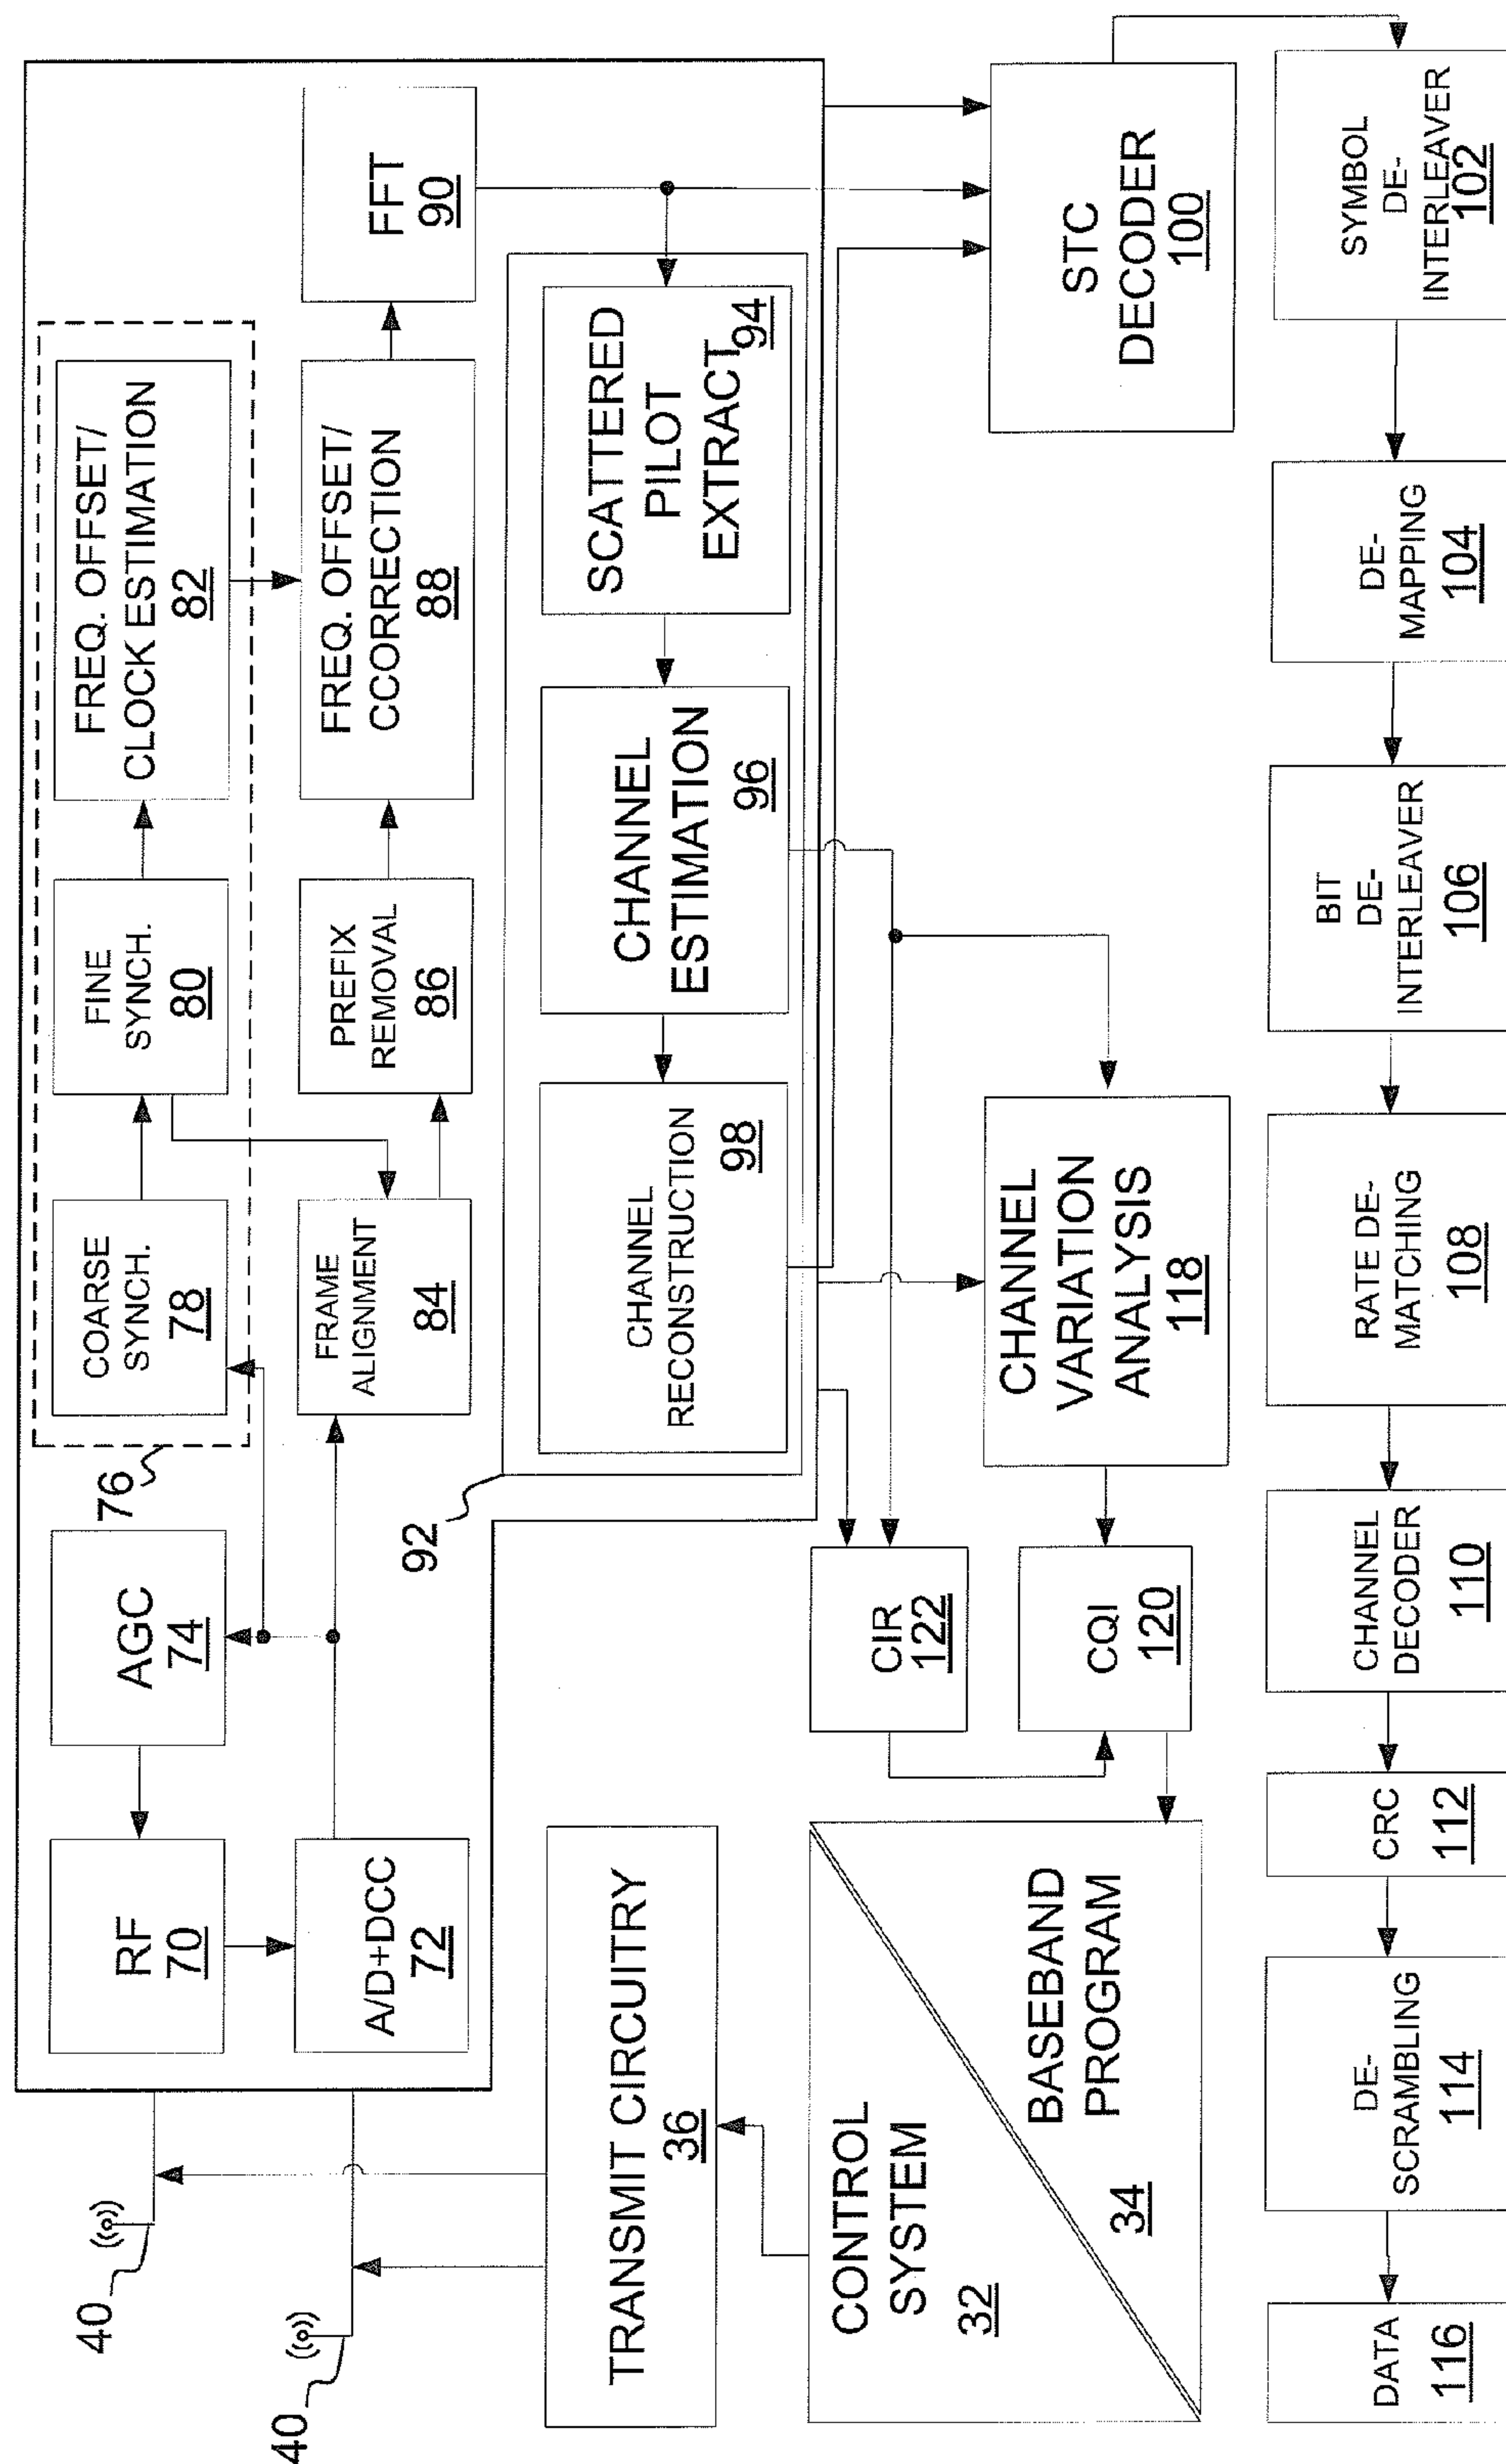 40
40
RF
70
A/D+DCC
72
AGC
74
76
COARSE
SYNCH.
78
FINE
SYNCH.
80
FREQ. OFFSET/
CLOCK ESTIMATION
82
FRAME
ALIGNMENT
84
PREFIX
REMOVAL
86
FREQ. OFFSET/
CCORRECTION
88
FFT
90
92
CHANNEL
RECONSTRUCTION
98
CHANNEL
ESTIMATION
96
SCATTERED
PILOT
EXTRACT
94
TRANSMIT CIRCUITRY
36
CONTROL
SYSTEM
32
BASEBAND
PROGRAM
34
CIR
122
CQI
120
CHANNEL
VARIATION
ANALYSIS
118
STC
DECODER
100
DATA
116
DE-
SCRAMBLING
114
CRC
112
CHANNEL
DECODER
110
RATE DE-
MATCHING
108
BIT
DE-
INTERLEAVER
106
DE-
MAPPING
104
SYMBOL
DE-
INTERLEAVER
102